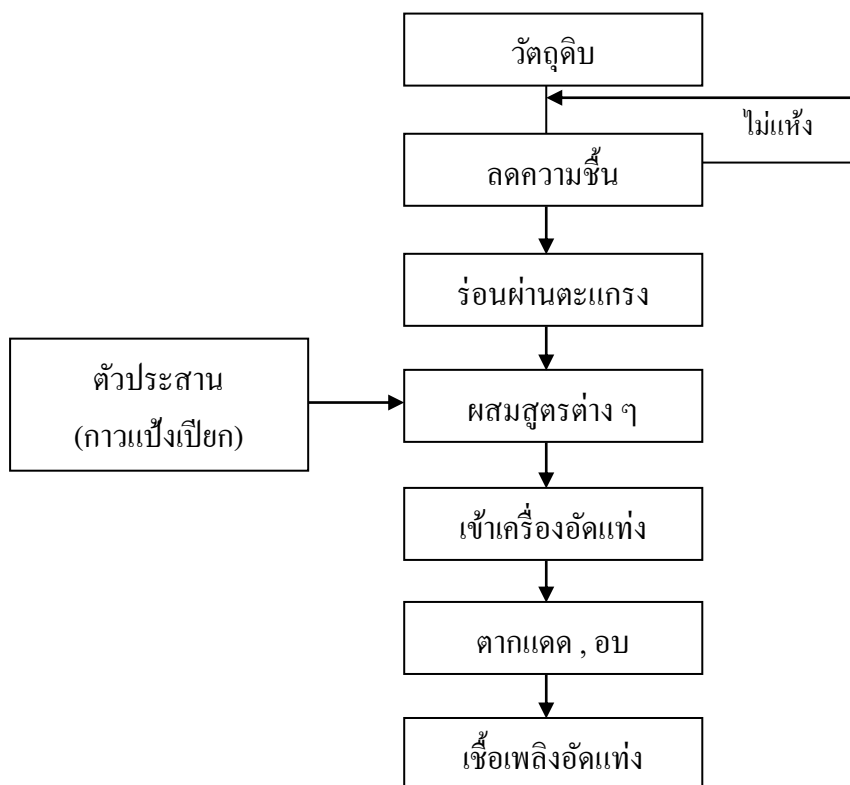 วัตถุดิบ
ไม่แห้ง
ลดความชื้น
ร่อนผ่านตะแกรง
ตัวประสาน
(กาวแป้งเปียก)
ผสมสูตรต่าง ๆ
เข้าเครื่องอัดแท่ง
ตากแดด , อบ
เชื้อเพลิงอัดแท่ง